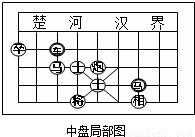 楚河 汉界
卒 车
马 士 炮
士 马
将 相
中盘局部图